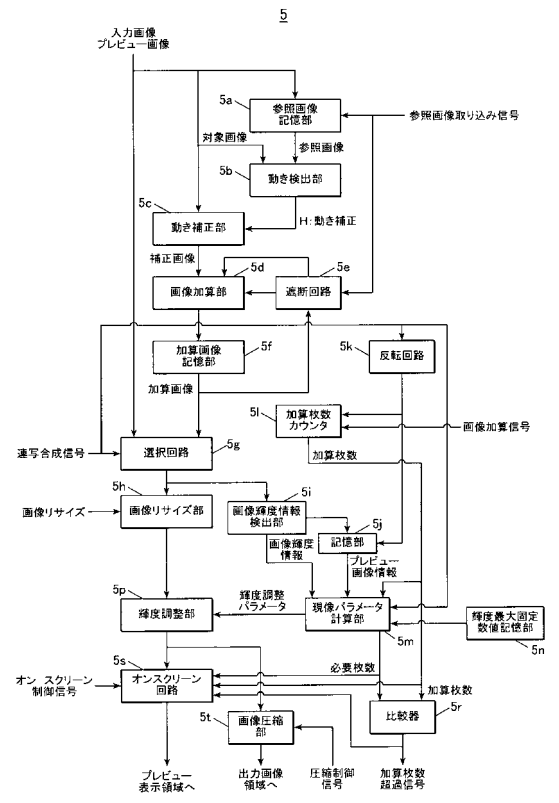 5
入力画像
プレビュー画像
5a
参照画像
記憶部
参照画像取り込み信号
対象画像
参照画像
5b
動き検出部
5c
H:動き補正
動き補正部
補正画像
5d
5e
画像加算部
遮断回路
5f
5k
加算画像
記憶部
反転回路
加算画像
5l
加算枚数
カウンタ
画像加算信号
加算枚数
連写合成信号
5g
選択回路
5h
5i
画像リサイズ
画像リサイズ部
画像輝度情報
検出部
5j
記憶部
画像輝度
情報
プレビュー
画像情報
5p
輝度調整
パラメータ
輝度調整部
現像パラメータ
計算部
5m
輝度最大固定
数値記憶部
5n
5s
必要枚数
オン スクリーン
制御信号
オンスクリーン
回路
加算枚数
5t
画像圧縮
部
比較器
5r
プレビュー
表示領域へ
出力画像
領域へ
圧縮制御
信号
加算枚数
超過信号